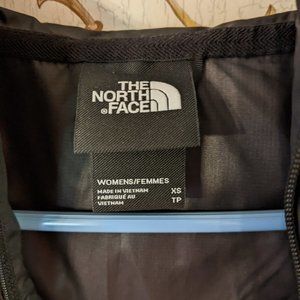 THE
NORTH
®FACE
WOMENS/FEMMES
MADE IN VIETNAM XS
FABRIQUÉ AU TP
VIETNAM